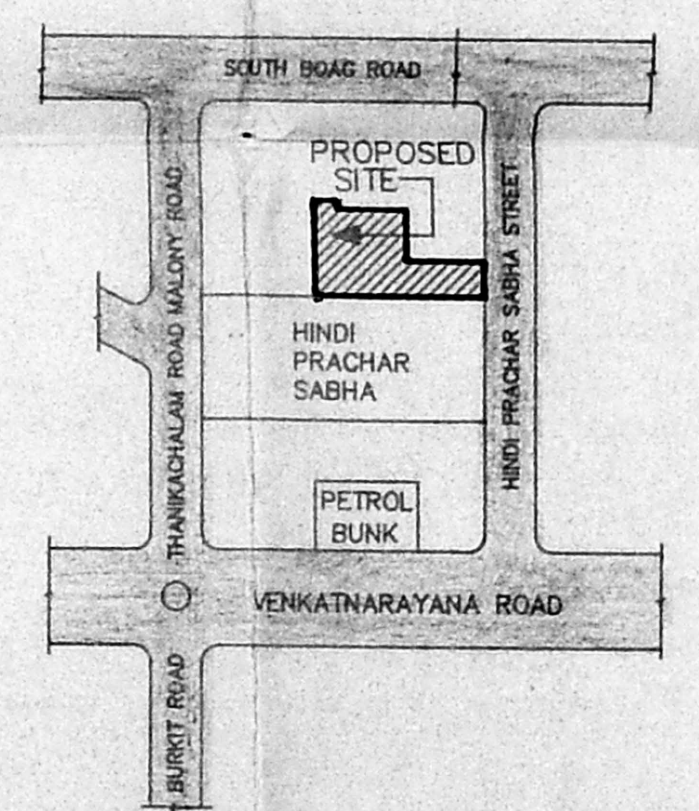 SOUTH BOAG ROAD
PROPOSED
SITE
THANIKACHALAM ROAD MALONY ROAD
HINDI PRACHAR SABHA STREET
HINDI
PRACHAR
SABHA
PETROL
BUNK
VENKATNARAYANA ROAD
BURKIT ROAD